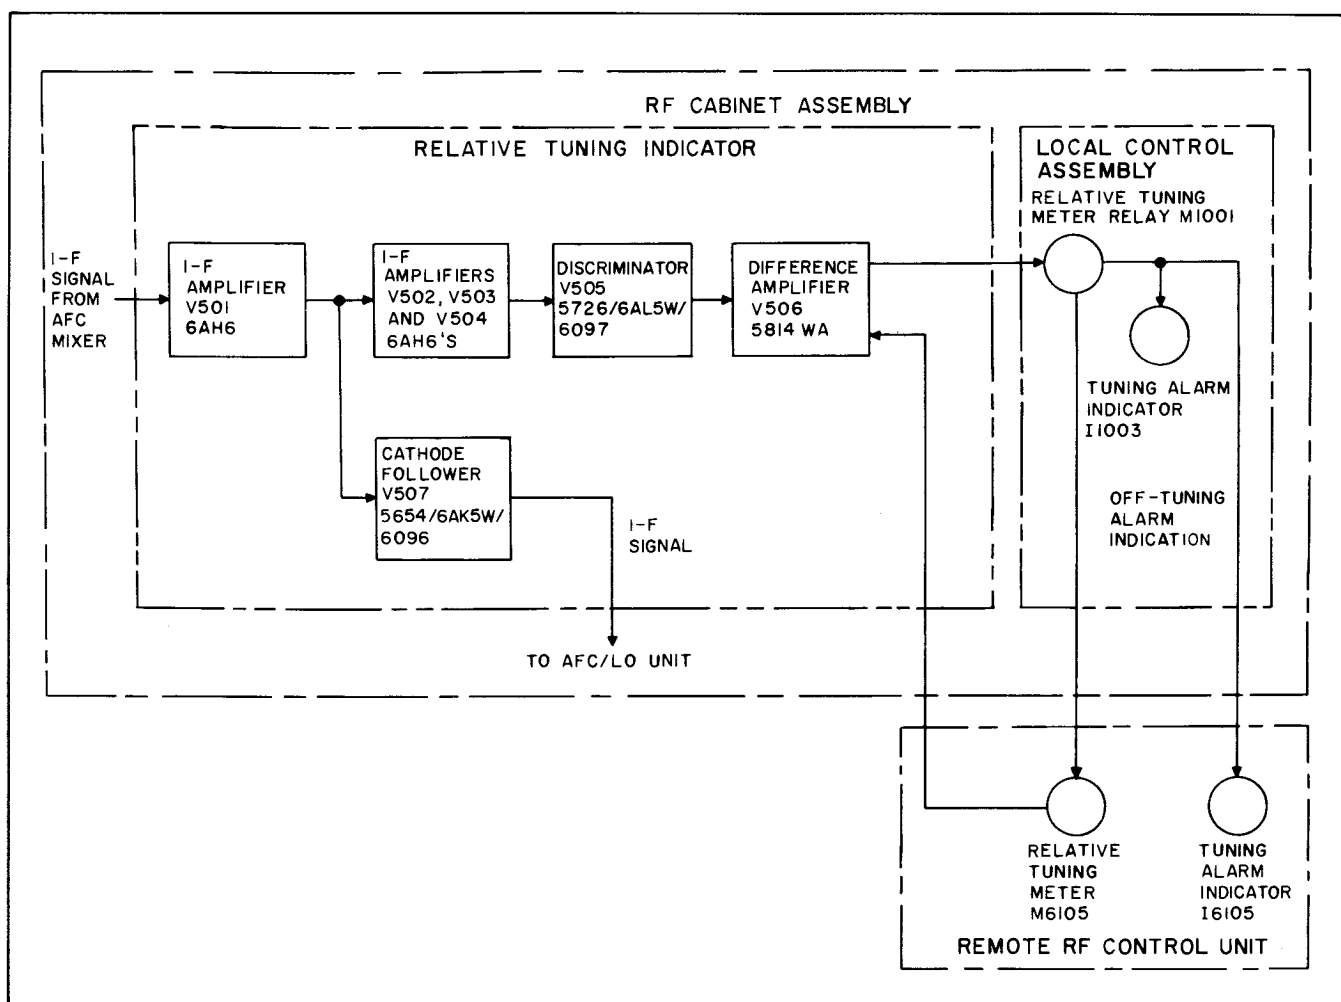 RF CABINET ASSEMBLY
RELATIVE TUNING INDICATOR
LOCAL CONTROL
ASSEMBLY
RELATIVE TUNING
METER RELAY M1001
I-F
SIGNAL
FROM
AFC
MIXER
I-F
AMPLIFIER
V501
6AH6
I-F
AMPLIFIERS
V502, V503
AND V504
6AH6'S
DISCRIMINATOR
V505
5726/6AL5W/
6097
DIFFERENCE
AMPLIFIER
V506
5814 WA
TUNING ALARM
INDICATOR
I1003
CATHODE
FOLLOWER
V507
5654/6AK5W/
6096
I-F
SIGNAL
OFF-TUNING
ALARM
INDICATION
TO AFC/LO UNIT
RELATIVE
TUNING
METER
M6105
TUNING
ALARM
INDICATOR
I6105
REMOTE RF CONTROL UNIT